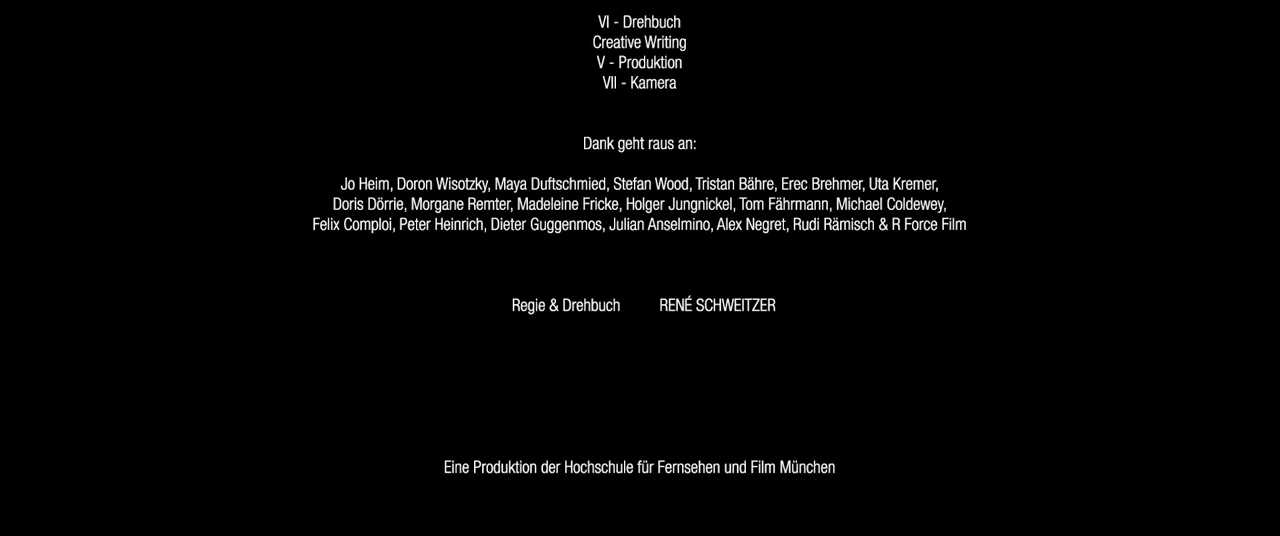 VI - Drehbuch
Creative Writing
V - Produktion
VII - Kamera
Dank geht raus an:
Jo Heim, Doron Wisotzky, Maya Duftschmied, Stefan Wood, Tristan Bähre, Erec Brehmer, Uta Kremer,
Doris Dörrie, Morgane Remter, Madeleine Fricke, Holger Jungnickel, Tom Fährmann, Michael Coldewey,
Felix Comploi, Peter Heinrich, Dieter Guggenmos, Julian Anselmino, Alex Negret, Rudi Rämisch & R Force Film
Regie & Drehbuch RENÉ SCHWEITZER
Eine Produktion der Hochschule für Fernsehen und Film München